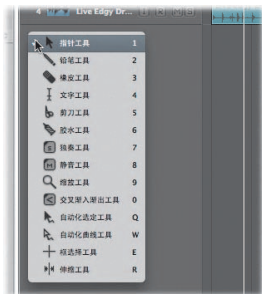 4 Live Edgy Dr...
指针工具 1
铅笔工具 2
橡皮工具 3
文字工具 4
剪刀工具 5
胶水工具 6
独奏工具 7
静音工具 8
缩放工具 9
交叉渐入渐出工具 0
自动化选定工具 Q
自动化曲线工具 W
框选择工具 E
伸缩工具 R